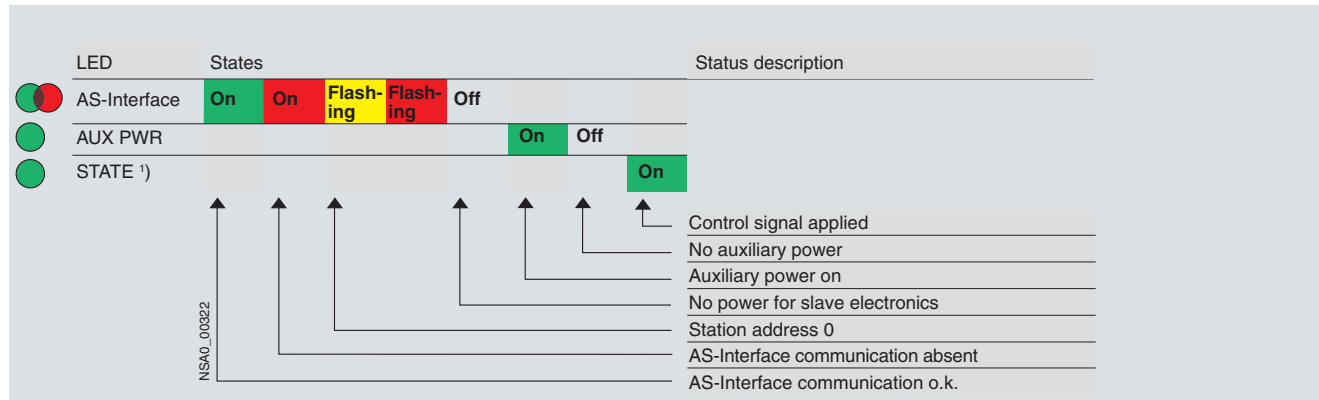 LED States Status description
AS-Interface On On Flash- Flash- Off
ing ing
AUX PWR On Off
STATE ¹) On
Control signal applied
No auxiliary power
Auxiliary power on
No power for slave electronics
Station address 0
AS-Interface communication absent
AS-Interface communication o.k.
NSA0_00322